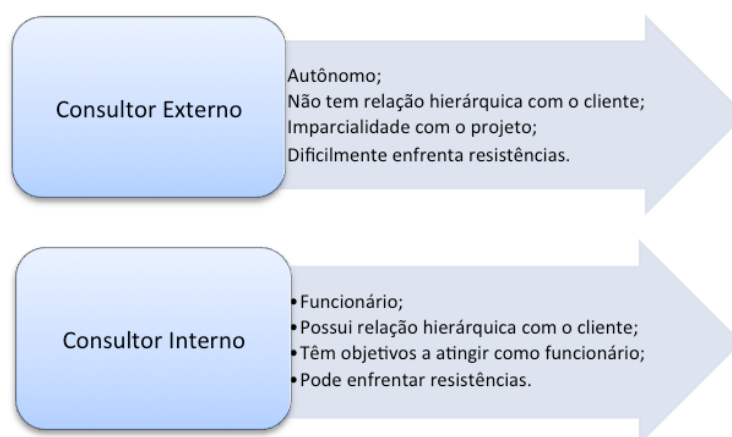 Consultor Externo
Autônomo;
Não tem relação hierárquica com o cliente;
Imparcialidade com o projeto;
Dificilmente enfrenta resistências.
Consultor Interno
•Funcionário;
•Possui relação hierárquica com o cliente;
•Têm objetivos a atingir como funcionário;
•Pode enfrentar resistências.